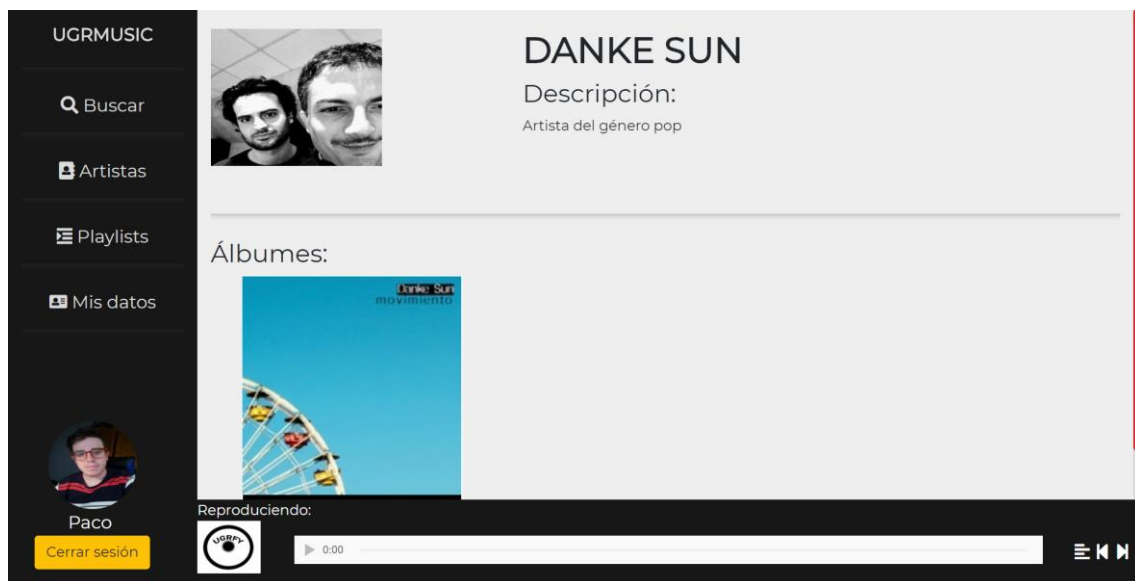 UGRMUSIC
Buscar
Artistas
Playlists
Mis datos
Paco
Cerrar sesión
DANKE SUN
Descripción:
Artista del género pop
Álbumes:
Danke Sun
movimiento
Reproduciendo:
UGRFY
0:00